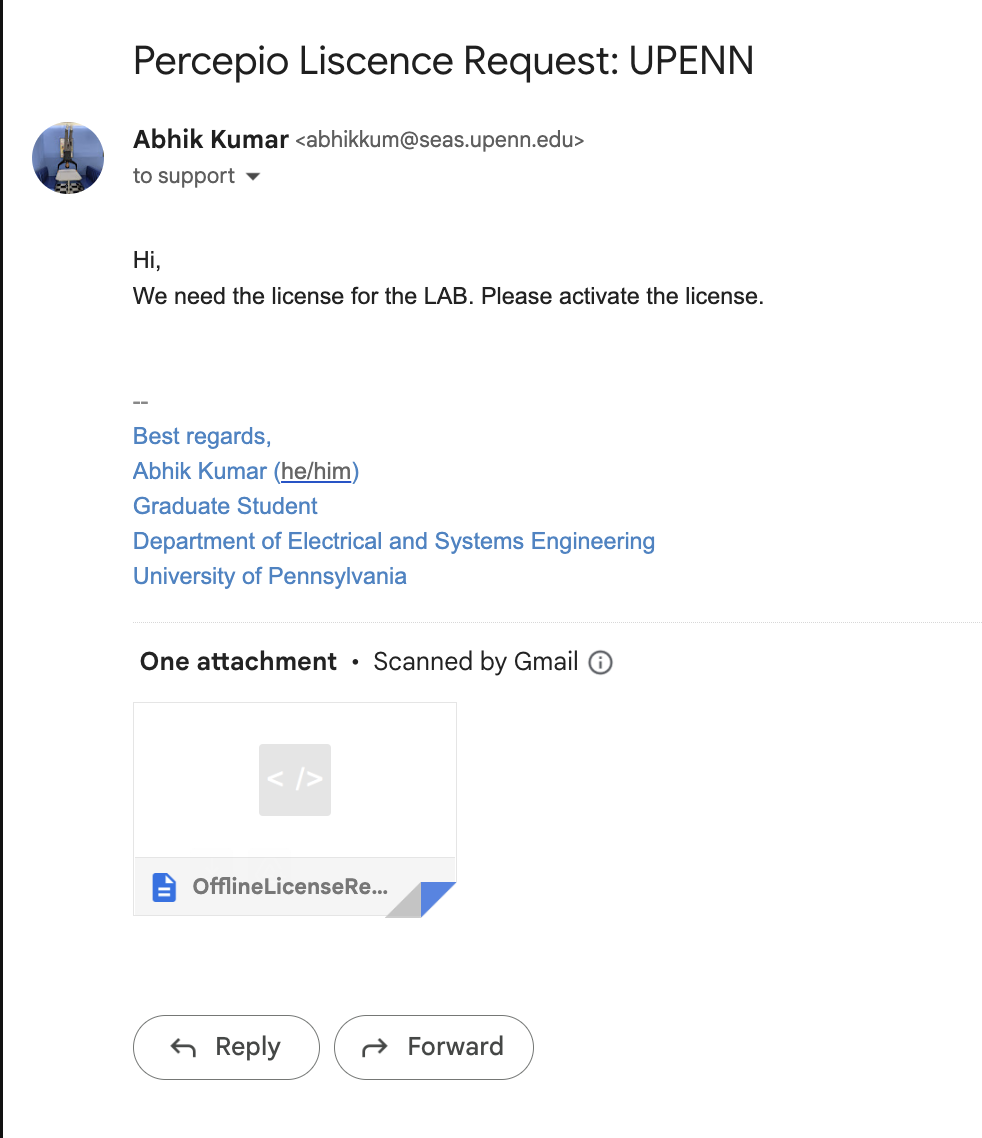 Percepio Liscence Request: UPENN
Abhik Kumar <abhikkum@seas.upenn.edu>
to support
Hi,
We need the license for the LAB. Please activate the license.
--
Best regards,
Abhik Kumar (he/him)
Graduate Student
Department of Electrical and Systems Engineering
University of Pennsylvania
One attachment • Scanned by Gmail
< />
OfflineLicenseRe...
Reply
Forward